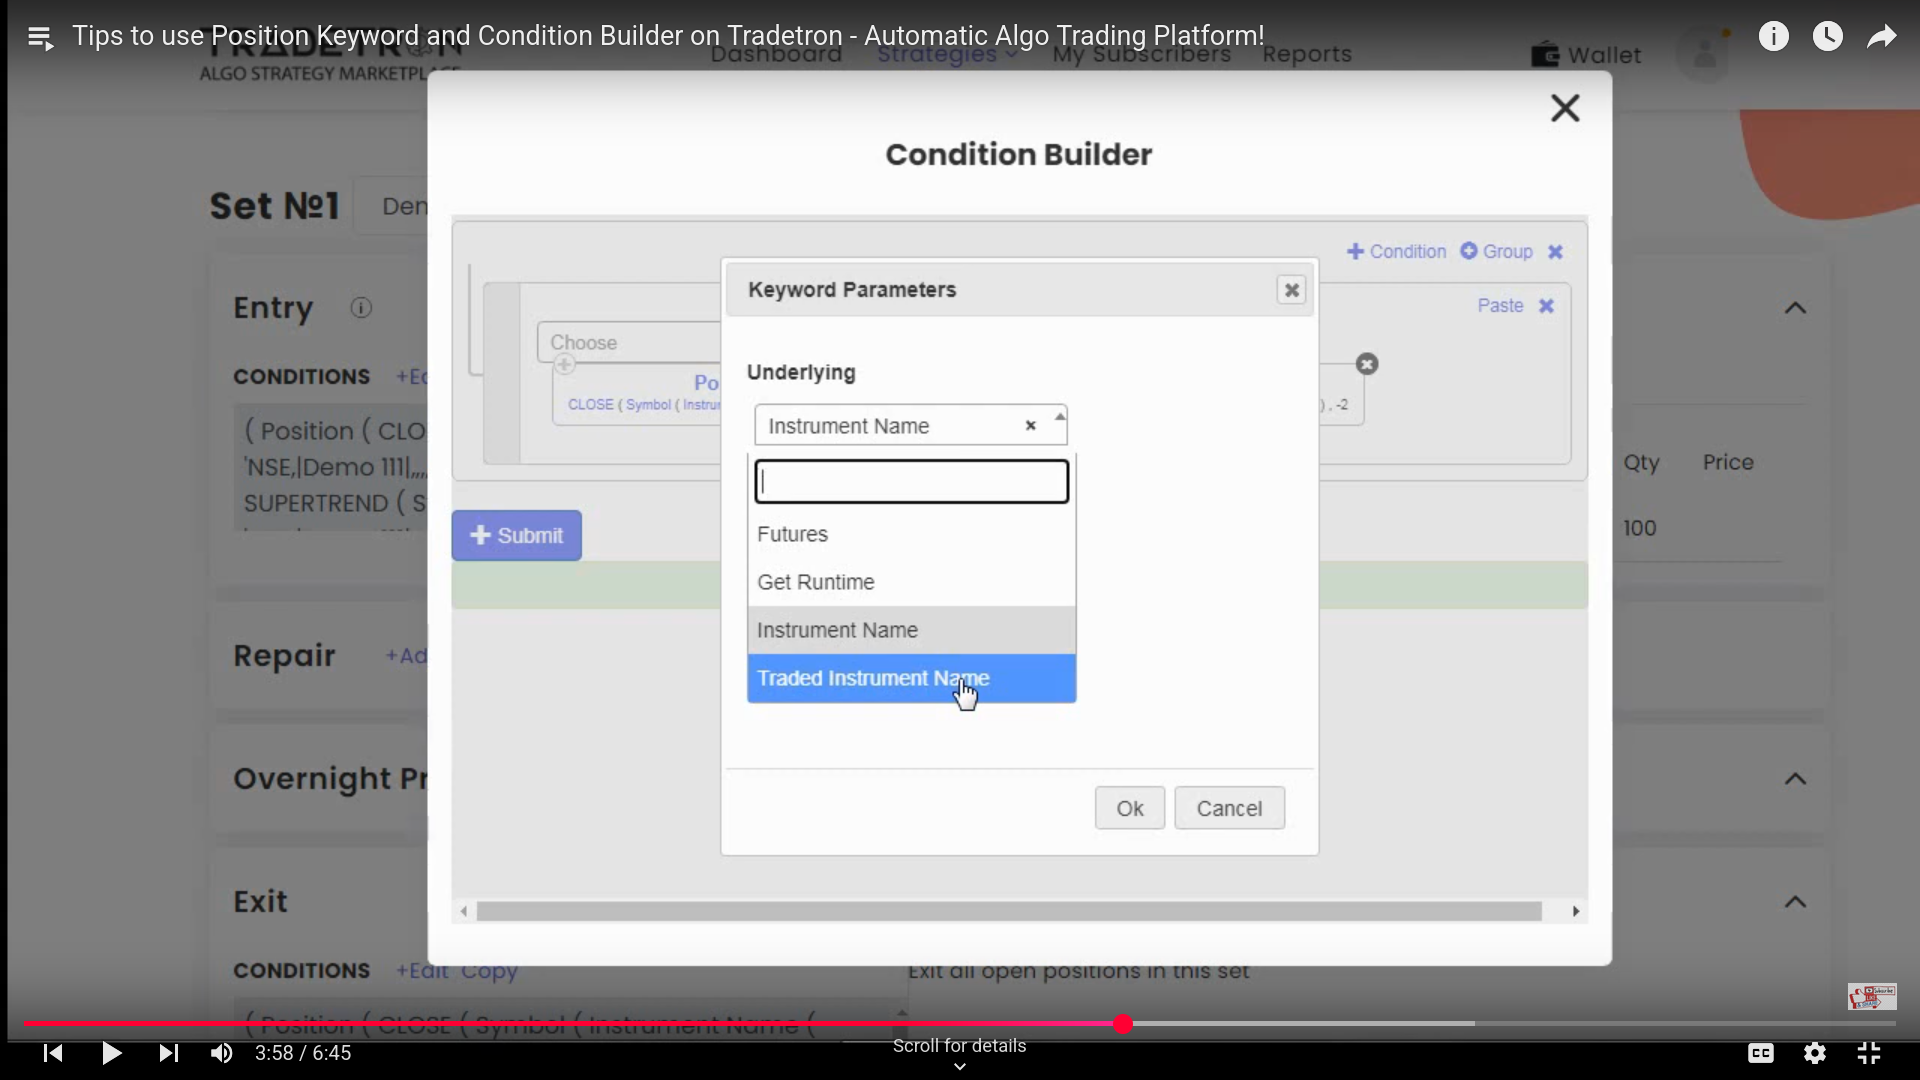 Tips to use Position Keyword and Condition Builder on Tradetron - Automatic Algo Trading Platform!
TRADETRON
ALGO STRATEGY MARKETPLACE
Dashboard Strategies My Subscribers Reports Wallet
Condition Builder
Set №1 Den
+ Condition Group
Keyword Parameters
Entry
Paste
Choose
Underlying
CONDITIONS +Ed
Po
CLOSE ( Symbol ( Instrur
) , -2
( Position ( CLO
Instrument Name
'NSE,|Demo 111|,,,,
Qty Price
SUPERTREND ( S
Submit
Futures
100
Get Runtime
Instrument Name
Repair +Ad
Traded Instrument Name
Overnight Pr
Ok Cancel
Exit
CONDITIONS +Edit Copy
Exit all open positions in this set
( Position ( CLOSE ( Symbol ( Instrument Name (
3:58 / 6:45
Scroll for details
CC